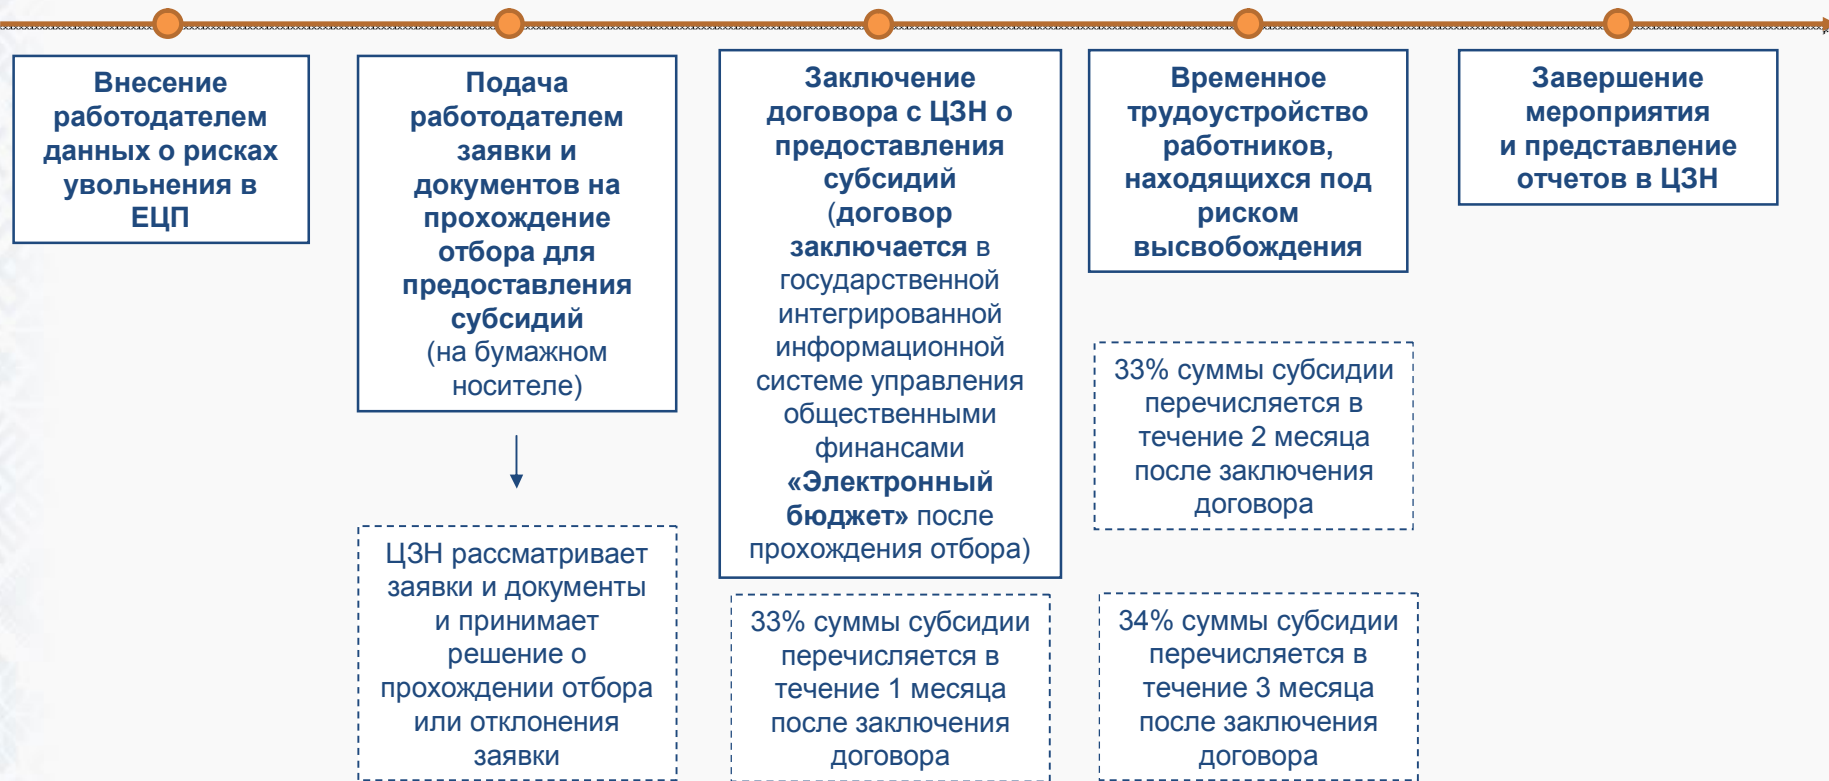 Внесение
работодателем
данных о рисках
увольнения в
ЕЦП
Подача
работодателем
заявки и
документов на
прохождение
отбора для
предоставления
субсидий
(на бумажном
носителе)
ЦЗН рассматривает
заявки и документы
и принимает
решение о
прохождении отбора
или отклонения
заявки
Заключение
договора с ЦЗН о
предоставления
субсидий
(договор
заключается в
государственной
интегрированной
информационной
системе управления
общественными
финансами
«Электронный
бюджет» после
прохождения отбора)
33% суммы субсидии
перечисляется в
течение 1 месяца
после заключения
договора
Временное
трудоустройство
работников,
находящихся под
риском
высвобождения
33% суммы субсидии
перечисляется в
течение 2 месяца
после заключения
договора
34% суммы субсидии
перечисляется в
течение 3 месяца
после заключения
договора
Завершение
мероприятия
и представление
отчетов в ЦЗН